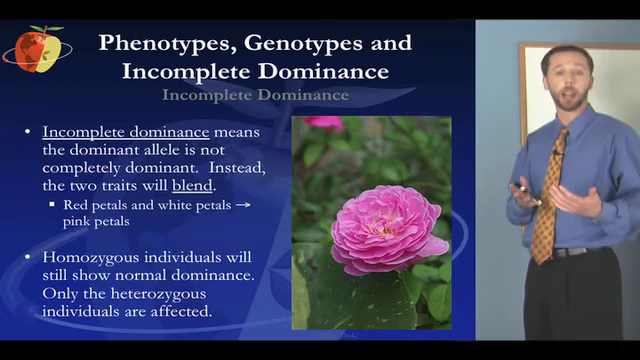 Phenotypes, Genotypes and
Incomplete Dominance
Incomplete Dominance
• Incomplete dominance means
the dominant allele is not
completely dominant. Instead,
the two traits will blend.
▪ Red petals and white petals →
pink petals
• Homozygous individuals will
still show normal dominance.
Only the heterozygous
individuals are affected.